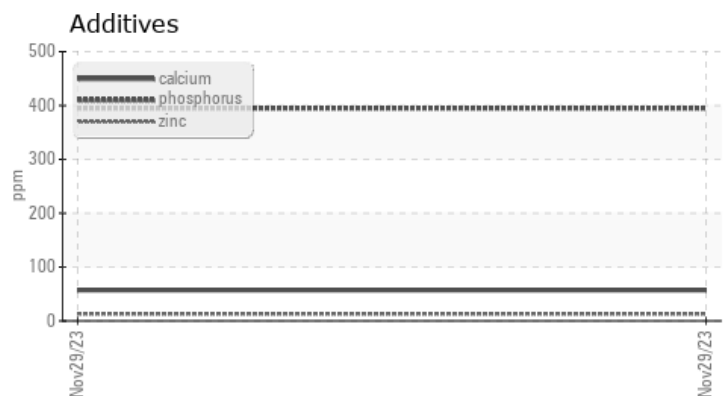 Additives
500
400
300
200
100
0
ppm
calcium
phosphorus
zinc
Nov29/23
Nov29/23